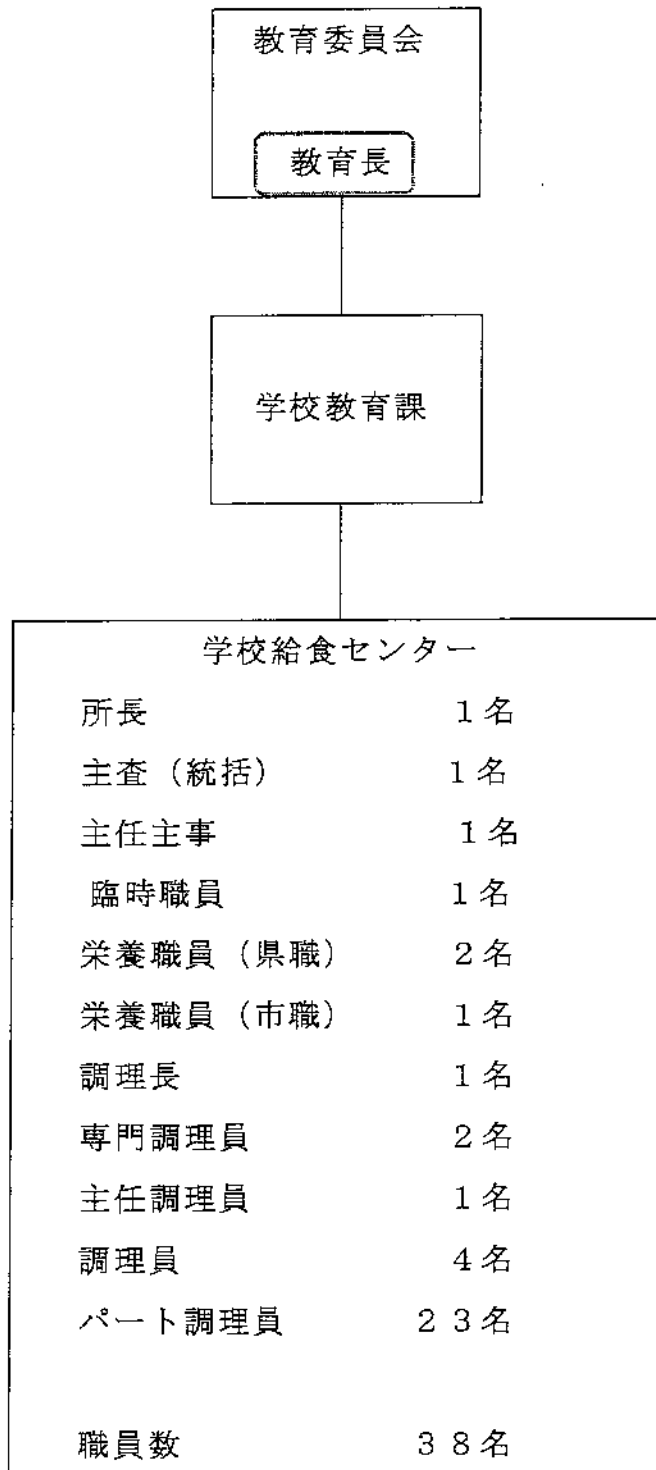 教育委員会
教育長
学校教育課
学校給食センター
所長 1名
主査（統括） 1名
主任主事 1名
臨時職員 1名
栄養職員（県職） 2名
栄養職員（市職） 1名
調理長 1名
専門調理員 2名
主任調理員 1名
調理員 4名
パート調理員 23名
職員数 38名